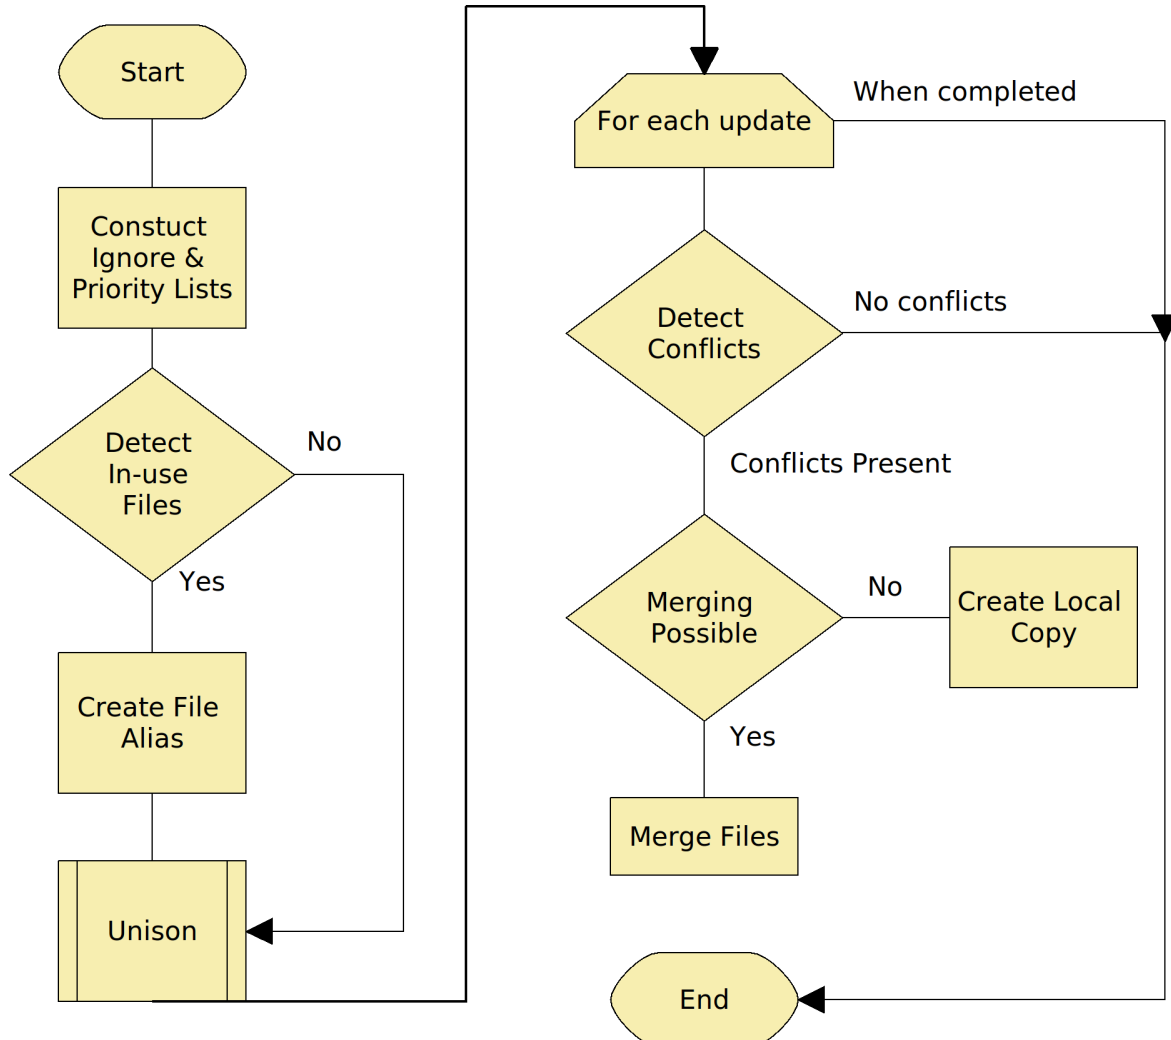 Start
Constuct
Ignore &
Priority Lists
Detect
In-use
Files
No
Yes
Create File
Alias
Unison
For each update
When completed
Detect
Conflicts
No conflicts
Conflicts Present
Merging
Possible
No
Create Local
Copy
Yes
Merge Files
End